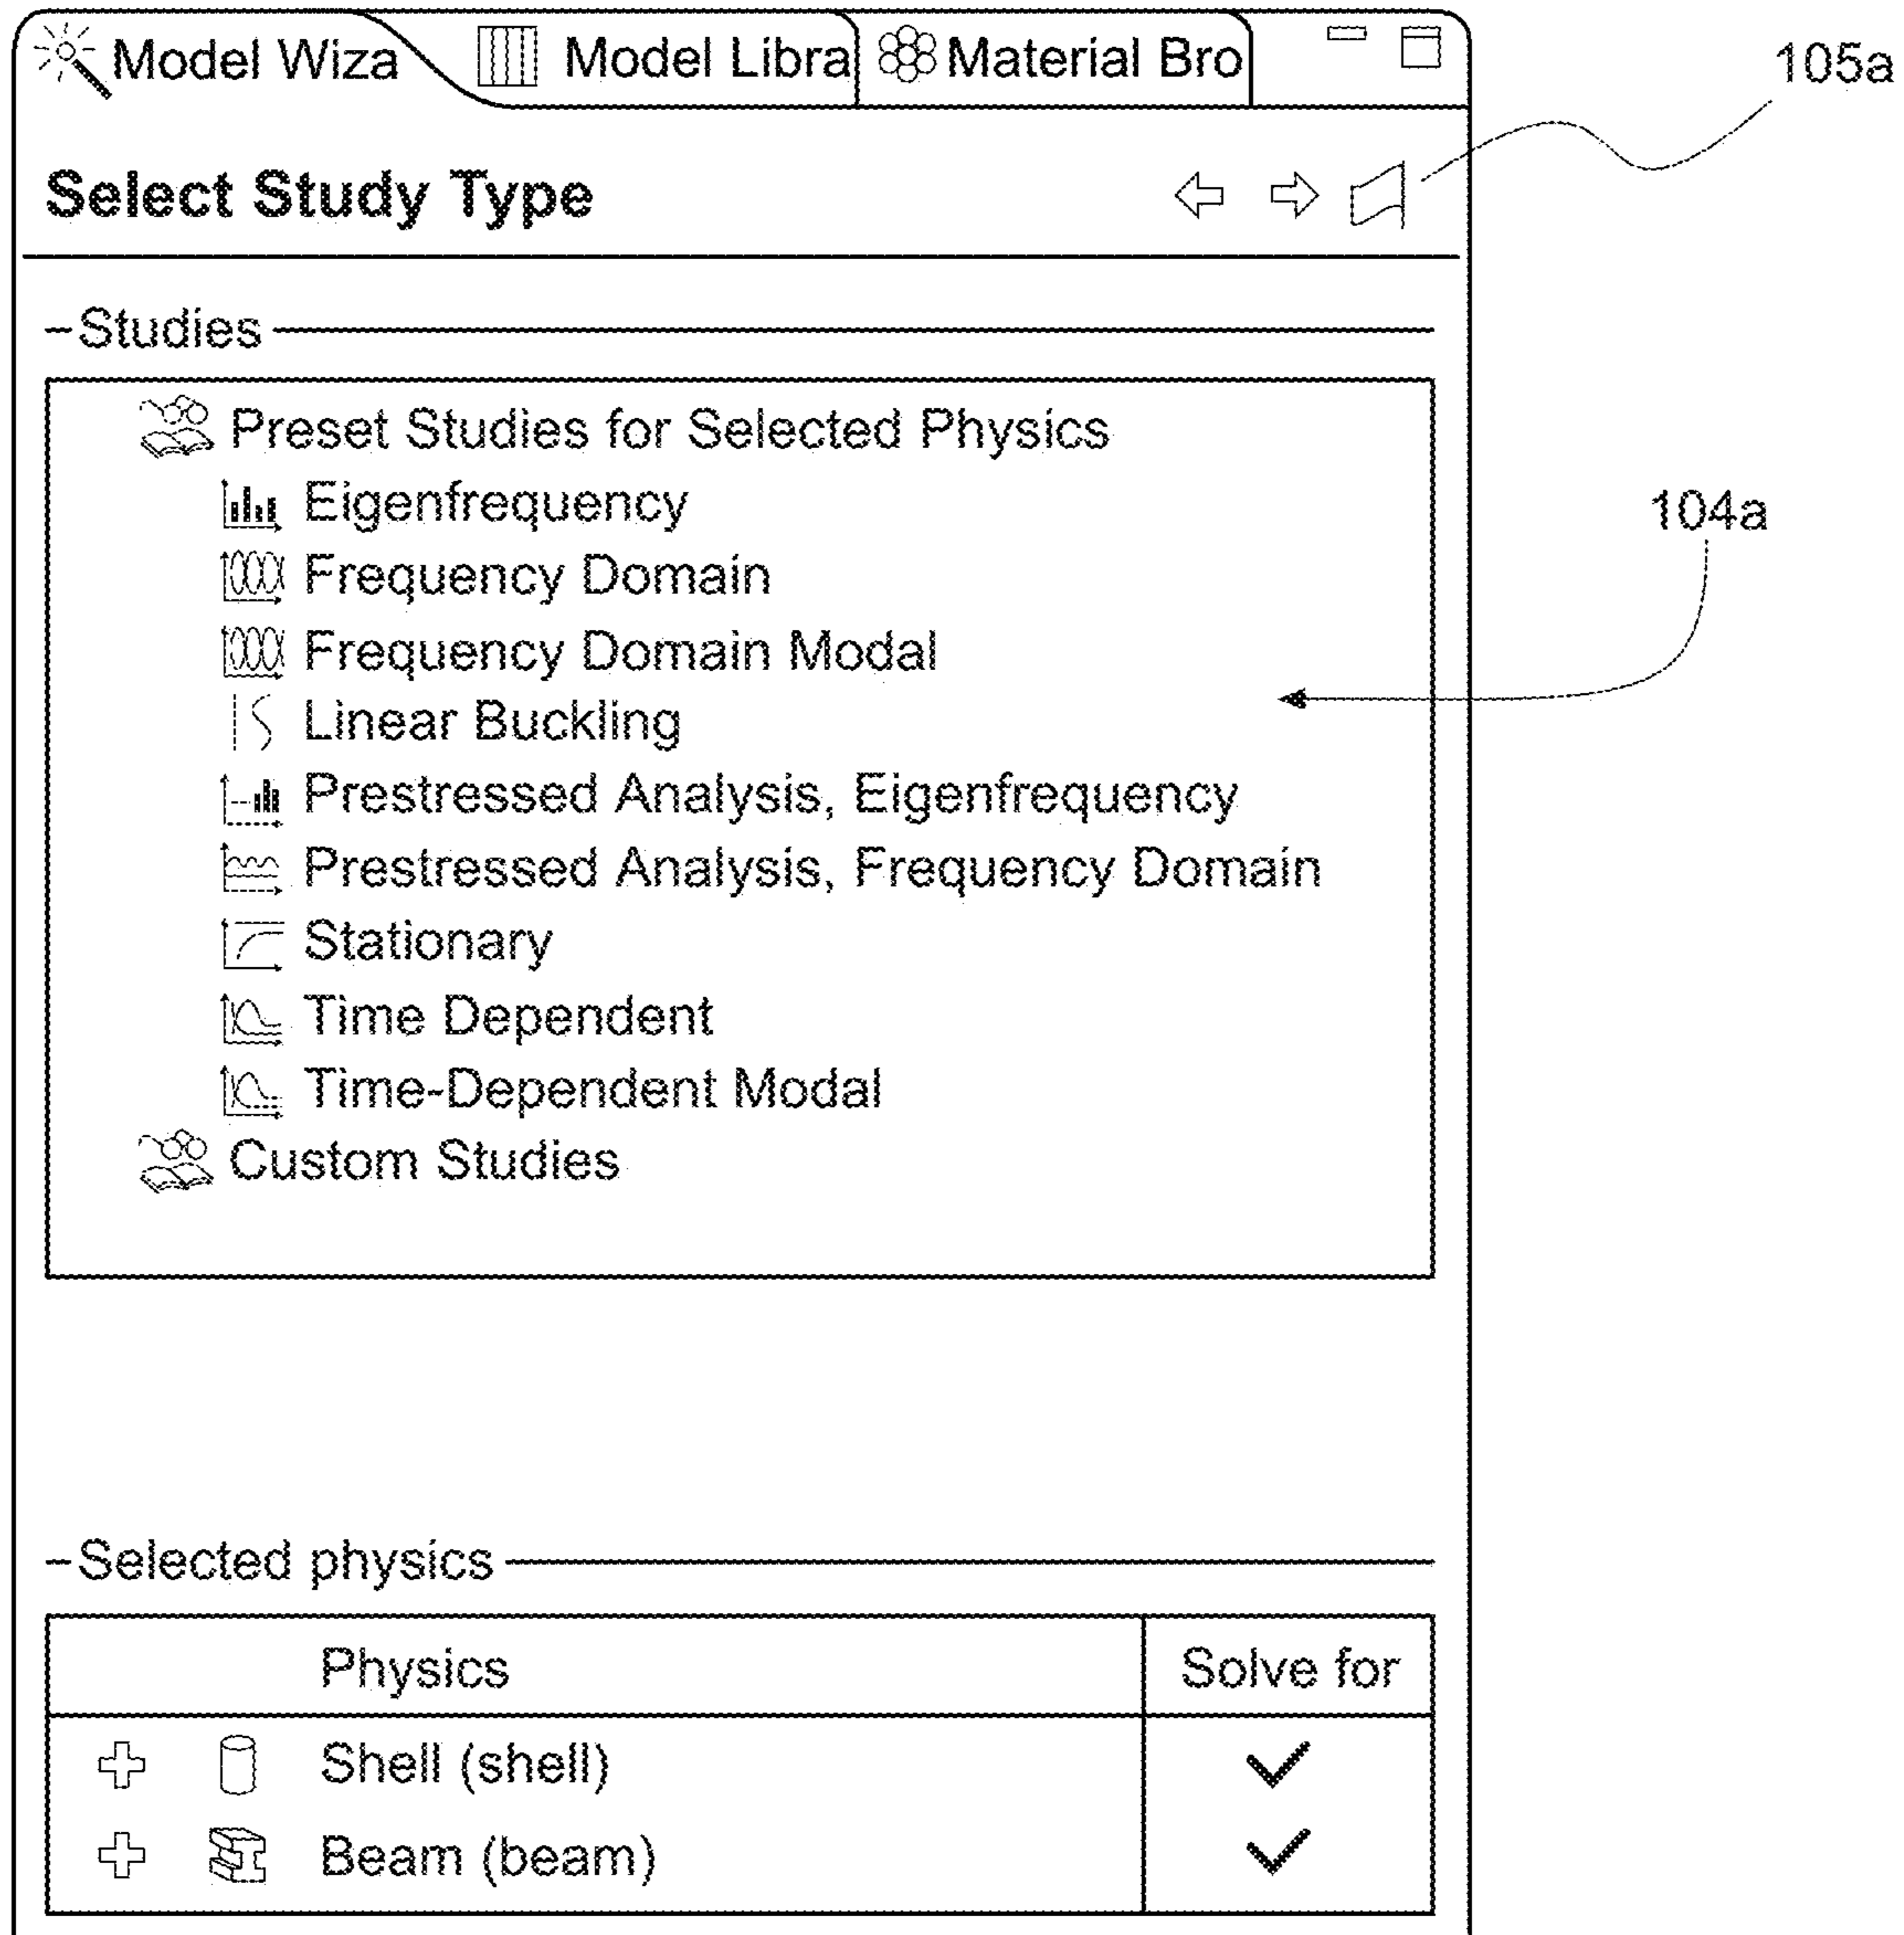 Model Wiza Model Libra Material Bro
105a
Select Study Type
Studies
Preset Studies for Selected Physics
Eigenfrequency
104a
Frequency Domain
Frequency Domain Modal
Linear Buckling
Prestressed Analysis, Eigenfrequency
Prestressed Analysis, Frequency Domain
Stationary
Time Dependent
Time-Dependent Modal
Custom Studies
Selected physics
Physics Solve for
Shell (shell)
Beam (beam)